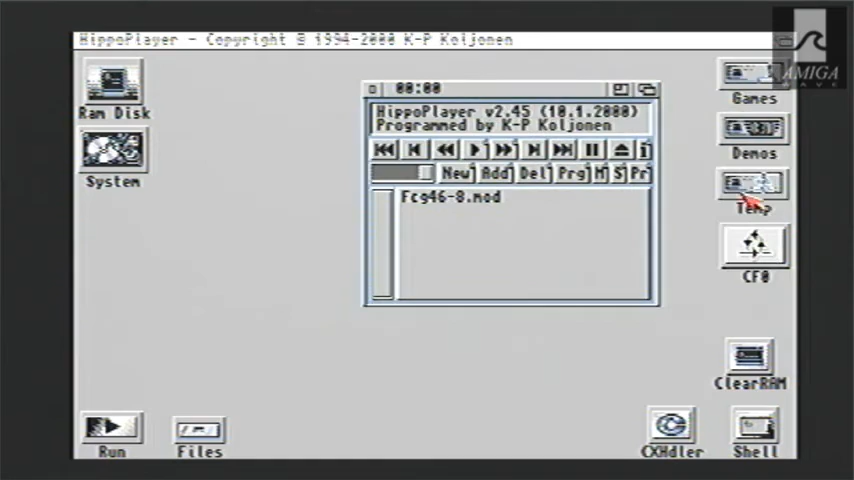 HippoPlayer - Copyright © 1994-2000 K-P Koljonen
AMIGA
WAVE
Ram Disk
System
00:00
HippoPlayer v2.45 (10.1.2000)
Programmed by K-P Koljonen
New Add Del Prg M S Pr
Fcg46-8.mod
Games
Demos
Temp
CF0
ClearRAM
Run
Files
CXHdler
Shell